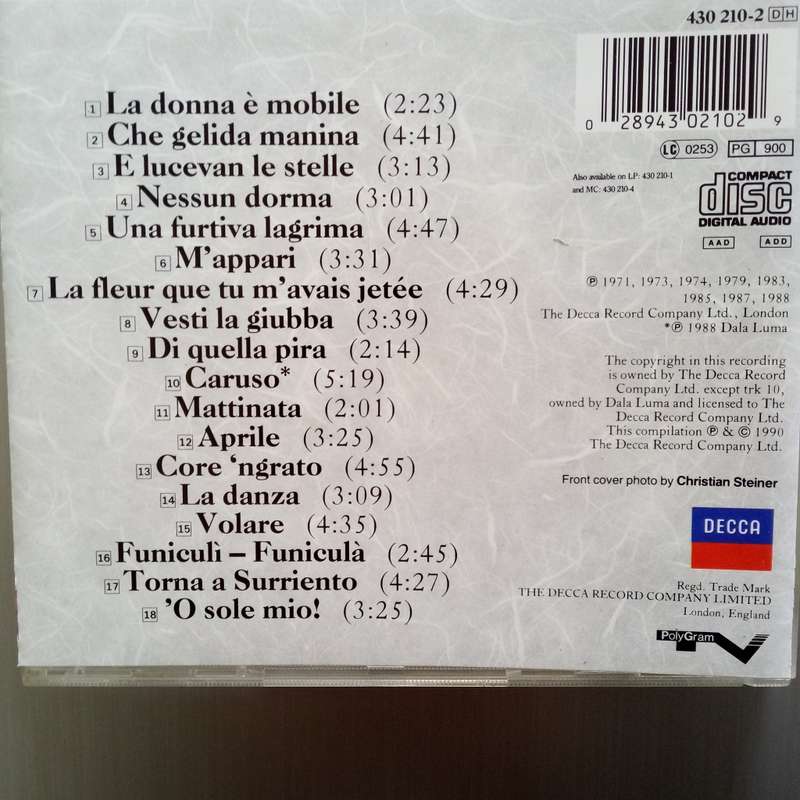 430 210-2 DH
1 La donna è mobile (2:23)
2 Che gelida manina (4:41)
3 E lucevan le stelle (3:13)
4 Nessun dorma (3:01)
5 Una furtiva lagrima (4:47)
6 M'appari (3:31)
7 La fleur que tu m'avais jetée (4:29)
8 Vesti la giubba (3:39)
9 Di quella pira (2:14)
10 Caruso* (5:19)
11 Mattinata (2:01)
12 Aprile (3:25)
13 Core 'ngrato (4:55)
14 La danza (3:09)
15 Volare (4:35)
16 Funiculì – Funiculà (2:45)
17 Torna a Surriento (4:27)
18 'O sole mio! (3:25)
0 28943 02102 9
LC 0253 PG 900
Also available on LP: 430 210-1
and MC: 430 210-4
COMPACT
disc
DIGITAL AUDIO
AAD ADD
℗ 1971, 1973, 1974, 1979, 1983,
1985, 1987, 1988
The Decca Record Company Ltd., London
*℗ 1988 Dala Luma
The copyright in this recording
is owned by The Decca Record
Company Ltd. except trk 10,
owned by Dala Luma and licensed to The
Decca Record Company Ltd.
This compilation ℗ & © 1990
The Decca Record Company Ltd.
Front cover photo by Christian Steiner
DECCA
Regd. Trade Mark
THE DECCA RECORD COMPANY LIMITED
London, England
PolyGram
TV